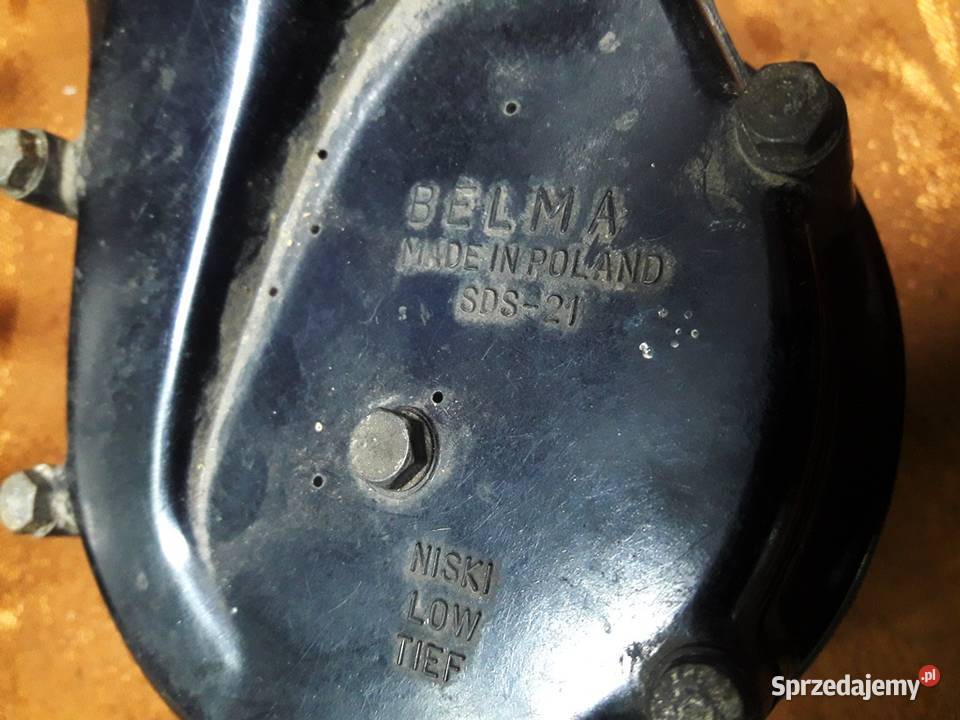 BELMA
MADE IN POLAND
SDS-21
NISKI
LOW
TIEF
Sprzedajemy.pl